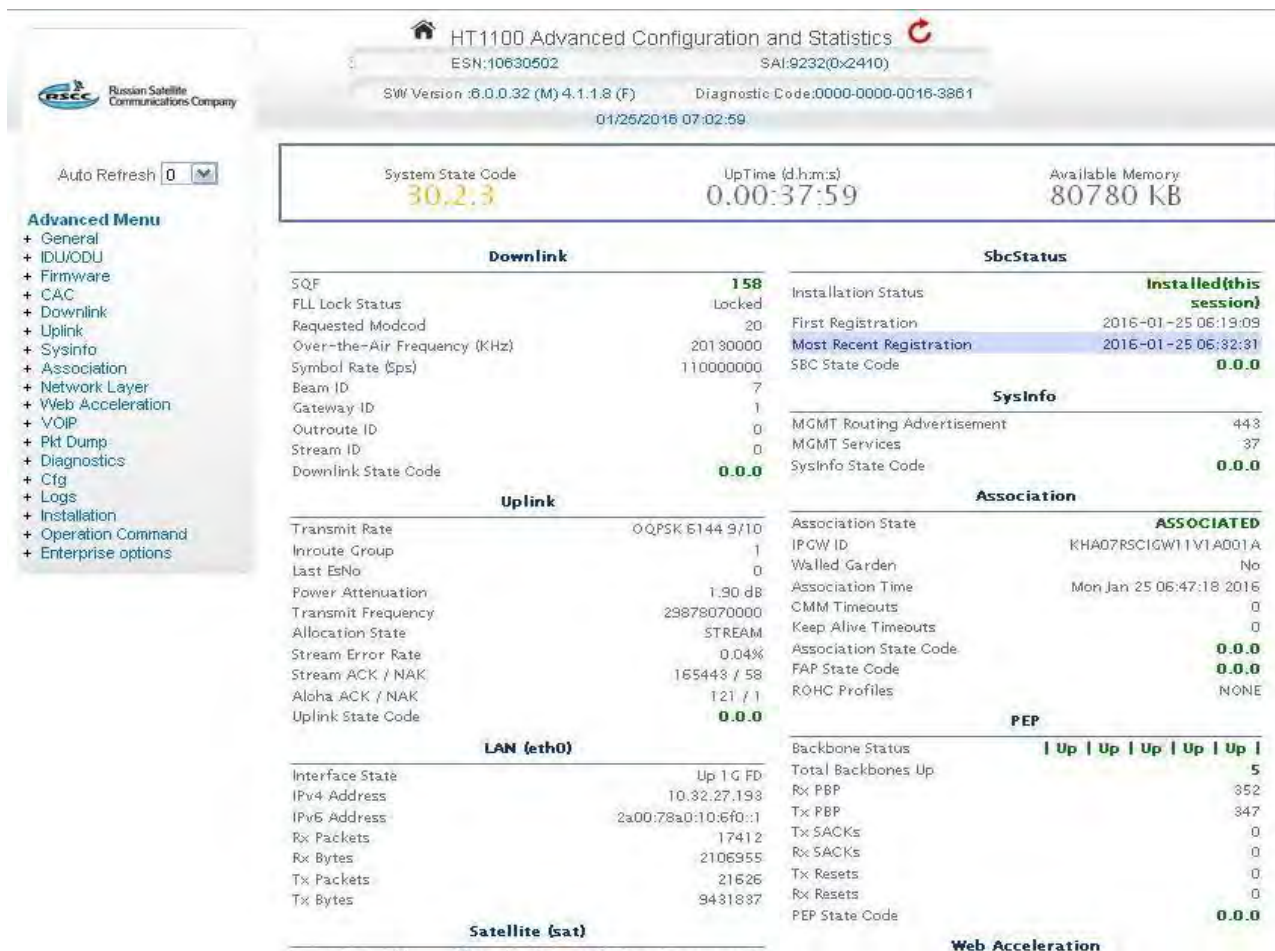 HT1100 Advanced Configuration and Statistics
ESN:10630502 SAI:9232(0x2410)
SW Version :6.0.0.32 (M) 4.1.1.8 (F) Diagnostic Code:0000-0000-0016-3861
01/25/2016 07:02:59
RSCC Russian Satellite Communications Company
Auto Refresh 0
Advanced Menu
+ General
+ IDU/ODU
+ Firmware
+ CAC
+ Downlink
+ Uplink
+ Sysinfo
+ Association
+ Network Layer
+ Web Acceleration
+ VOIP
+ Pkt Dump
+ Diagnostics
+ Cfg
+ Logs
+ Installation
+ Operation Command
+ Enterprise options
System State Code
30.2.3
UpTime (d.h:m:s)
0.00:37:59
Available Memory
80780 KB
Downlink
SQF 158
FLL Lock Status Locked
Requested Modcod 20
Over-the-Air Frequency (KHz) 20130000
Symbol Rate (Sps) 110000000
Beam ID 7
Gateway ID 1
Outroute ID 0
Stream ID 0
Downlink State Code 0.0.0
Uplink
Transmit Rate OQPSK 6144 9/10
Inroute Group 1
Last EsNo 0
Power Attenuation 1.90 dB
Transmit Frequency 29878070000
Allocation State STREAM
Stream Error Rate 0.04%
Stream ACK / NAK 165443 / 58
Aloha ACK / NAK 121 / 1
Uplink State Code 0.0.0
LAN (eth0)
Interface State Up 1G FD
IPv4 Address 10.32.27.193
IPv6 Address 2a00:78a0:10:6f0::1
Rx Packets 17412
Rx Bytes 2106955
Tx Packets 21626
Tx Bytes 9431837
Satellite (sat)
SbcStatus
Installation Status Installed(this session)
First Registration 2016-01-25 06:19:09
Most Recent Registration 2016-01-25 06:32:31
SBC State Code 0.0.0
SysInfo
MGMT Routing Advertisement 443
MGMT Services 37
SysInfo State Code 0.0.0
Association
Association State ASSOCIATED
IPGW ID KHA07RSCIGW11V1A001A
Walled Garden No
Association Time Mon Jan 25 06:47:18 2016
CMM Timeouts 0
Keep Alive Timeouts 0
Association State Code 0.0.0
FAP State Code 0.0.0
ROHC Profiles NONE
PEP
Backbone Status | Up | Up | Up | Up | Up |
Total Backbones Up 5
Rx PBP 352
Tx PBP 347
Tx SACKs 0
Rx SACKs 0
Tx Resets 0
Rx Resets 0
PEP State Code 0.0.0
Web Acceleration